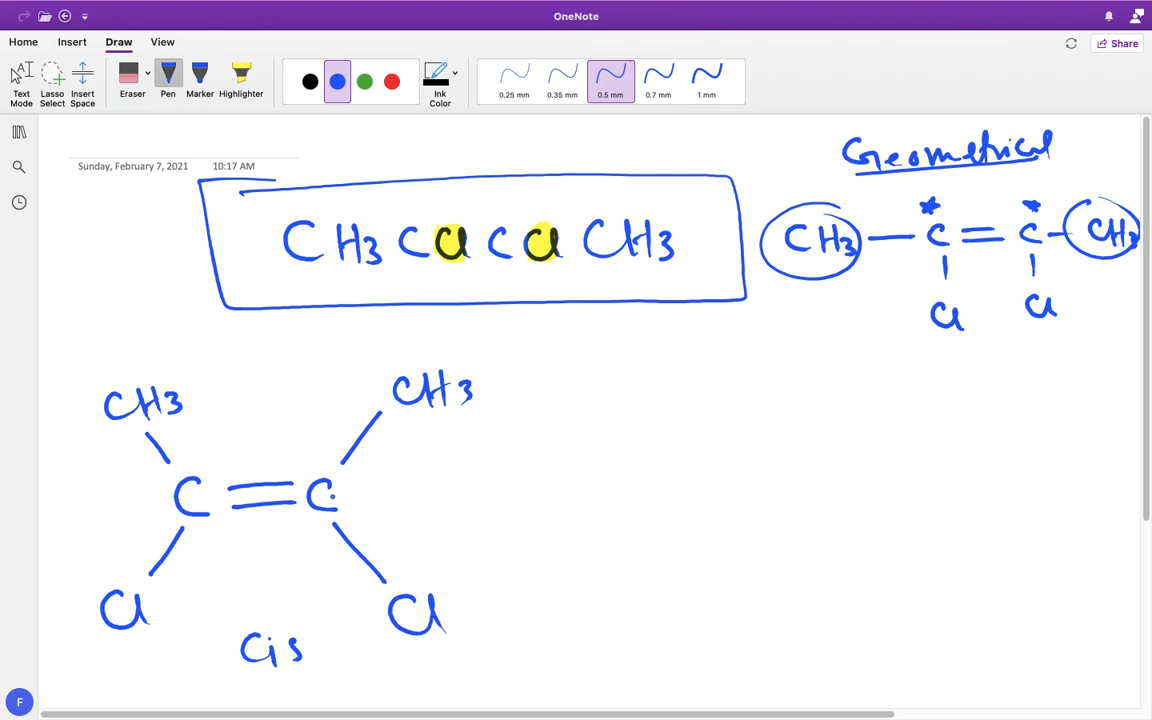 OneNote
Home Insert Draw View
Share
Text Mode
Lasso Select
Insert Space
Eraser
Pen
Marker
Highlighter
Ink Color
0.25 mm
0.35 mm
0.5 mm
0.7 mm
1 mm
Sunday, February 7, 2021 10:17 AM
Geometrical
CH3 C Cl C Cl CH3
* *
CH3 — C = C - CH3
Cl Cl
CH3 CH3
C = C
Cl Cl
Cis
F